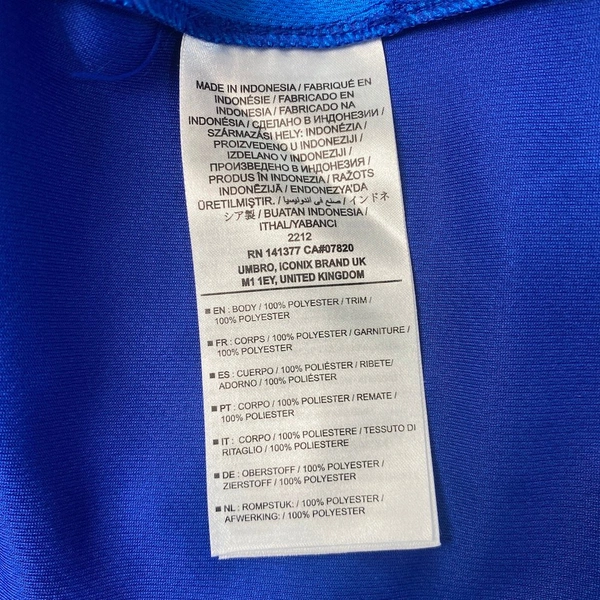 MADE IN INDONESIA / FABRIQUÉ EN
INDONÉSIE / FABRICADO EN
INDONESIA / FABRICADO NA
INDONÉSIA / СДЕЛАНО В ИНДОНЕЗИИ /
SZÁRMAZÁSI HELY: INDONÉZIA /
PROIZVEDENO U INDONEZIJI /
IZDELANO V INDONEZIJI /
ПРОИЗВЕДЕНО В ИНДОНЕЗИЯ /
PRODUS ÎN INDONEZIA / RAŽOTS
INDONĒZIJĀ / ENDONEZYA'DA
ÜRETILMIŞTIR. / صنع في اندونيسيا / インドネ
シア製 / BUATAN INDONESIA /
ITHAL/YABANCI
2212
RN 141377 CA#07820
UMBRO, iCONIX BRAND UK
M1 1EY, UNITED KINGDOM
EN : BODY / 100% POLYESTER / TRIM /
100% POLYESTER
FR : CORPS / 100% POLYESTER / GARNITURE /
100% POLYESTER
ES : CUERPO / 100% POLIÉSTER / RIBETE/
ADORNO / 100% POLIÉSTER
PT : CORPO / 100% POLIÉSTER / REMATE /
100% POLIÉSTER
IT : CORPO / 100% POLIESTERE / TESSUTO DI
RITAGLIO / 100% POLIESTERE
DE : OBERSTOFF / 100% POLYESTER /
ZIERSTOFF / 100% POLYESTER
NL : ROMPSTUK: / 100% POLYESTER /
AFWERKING: / 100% POLYESTER